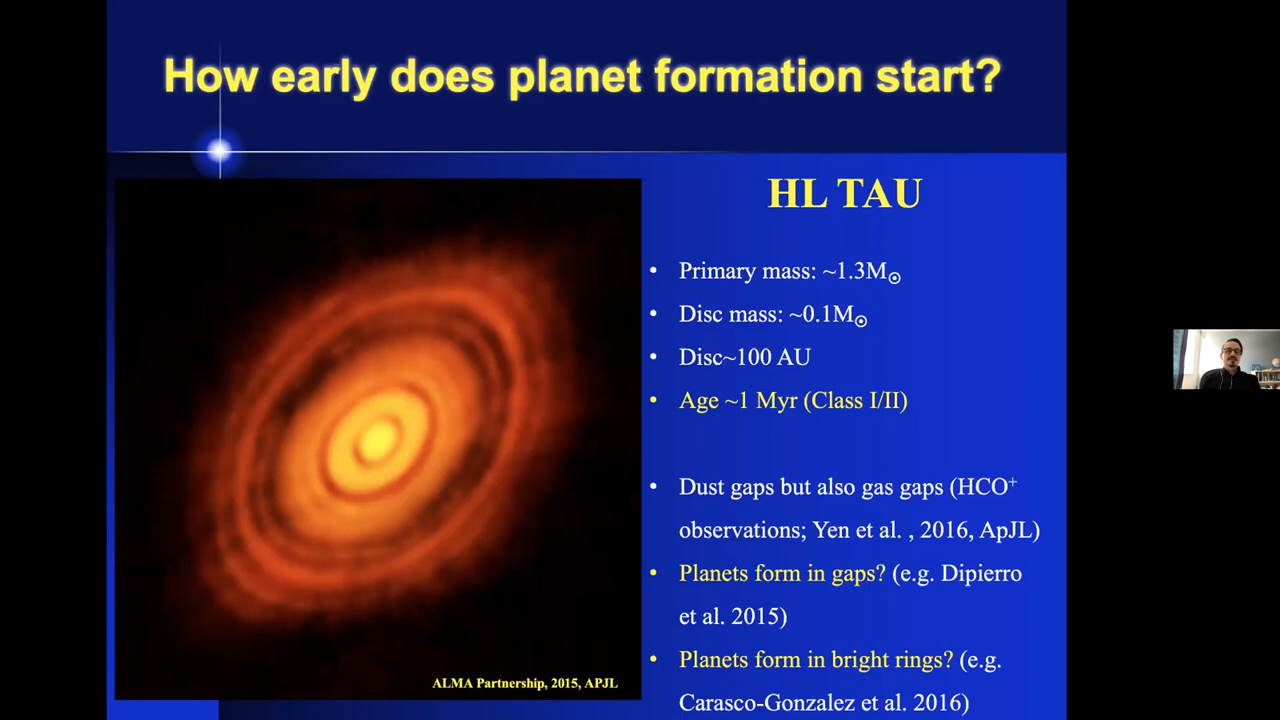 How early does planet formation start?
HL TAU
• Primary mass: ~1.3M☉
• Disc mass: ~0.1M☉
• Disc~100 AU
• Age ~1 Myr (Class I/II)
• Dust gaps but also gas gaps (HCO⁺
observations; Yen et al. , 2016, ApJL)
• Planets form in gaps? (e.g. Dipierro
et al. 2015)
• Planets form in bright rings? (e.g.
Carasco-Gonzalez et al. 2016)
ALMA Partnership, 2015, APJL